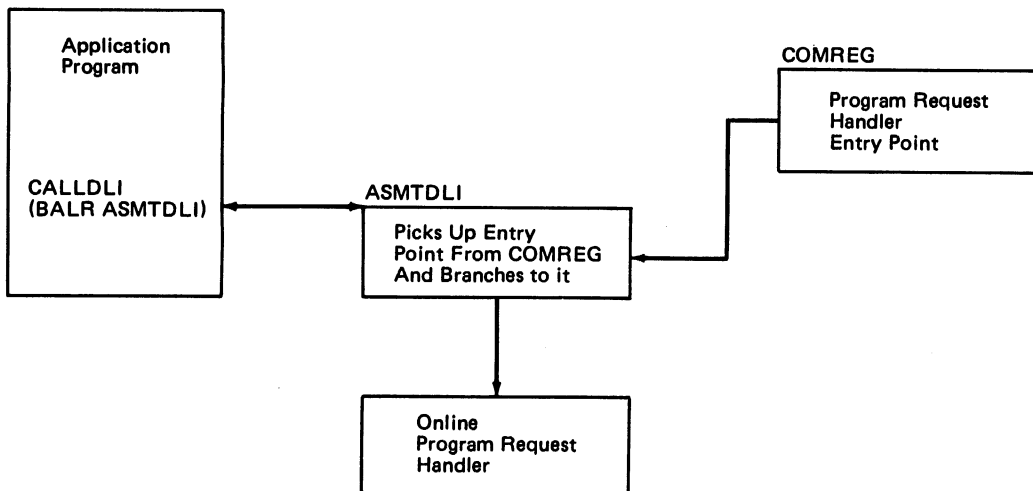 Application
Program
CALLDLI
(BALR ASMTDLI)
COMREG
Program Request
Handler
Entry Point
ASMTDLI
Picks Up Entry
Point From COMREG
And Branches to it
Online
Program Request
Handler